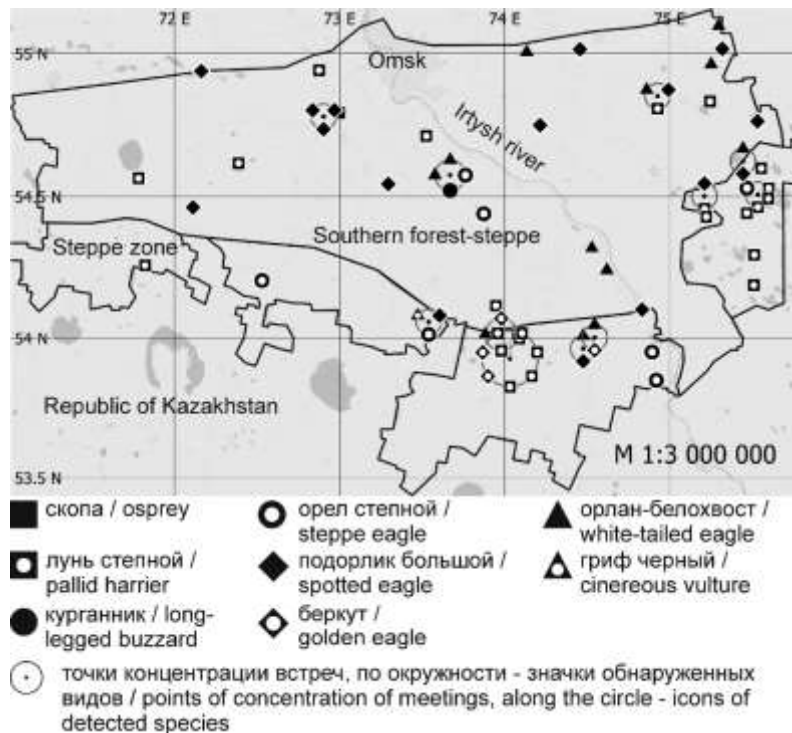 72 E
73
74
75
55 N
Omsk
Irtysh river
54.5 N
Southern forest-steppe
Steppe zone
54 N
Republic of Kazakhstan
М 1:3 000 000
53.5 N
скопа / osprey
орел степной /
steppe eagle
орлан-белохвост /
white-tailed eagle
лунь степной /
pallid harrier
подорлик большой /
spotted eagle
гриф черный /
cinereous vulture
курганник / long-
legged buzzard
беркут /
golden eagle
точки концентрации встреч, по окружности - значки обнаруженных
видов / points of concentration of meetings, along the circle - icons of
detected species